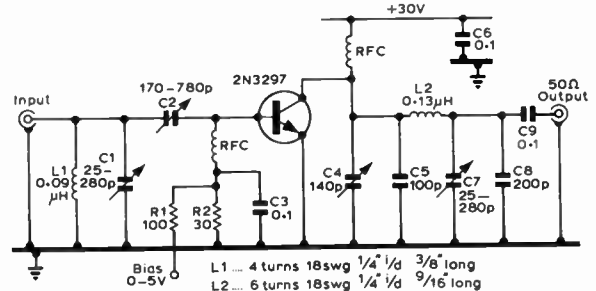 +30V
RFC
C6
0·1
170-780p
C2
2N3297
L2
0·13µH
50Ω
Output
Input
C9
0·1
L1
0·09
µH
C1
25-
280p
RFC
C4
140p
C5
100p
C7
25-
280p
C8
200p
R1
100
R2
30
C3
0·1
Bias
0-5V
L1 .... 4 turns 18swg 1/4" i/d 3/8" long
L2 .... 6 turns 18swg 1/4" i/d 9/16" long